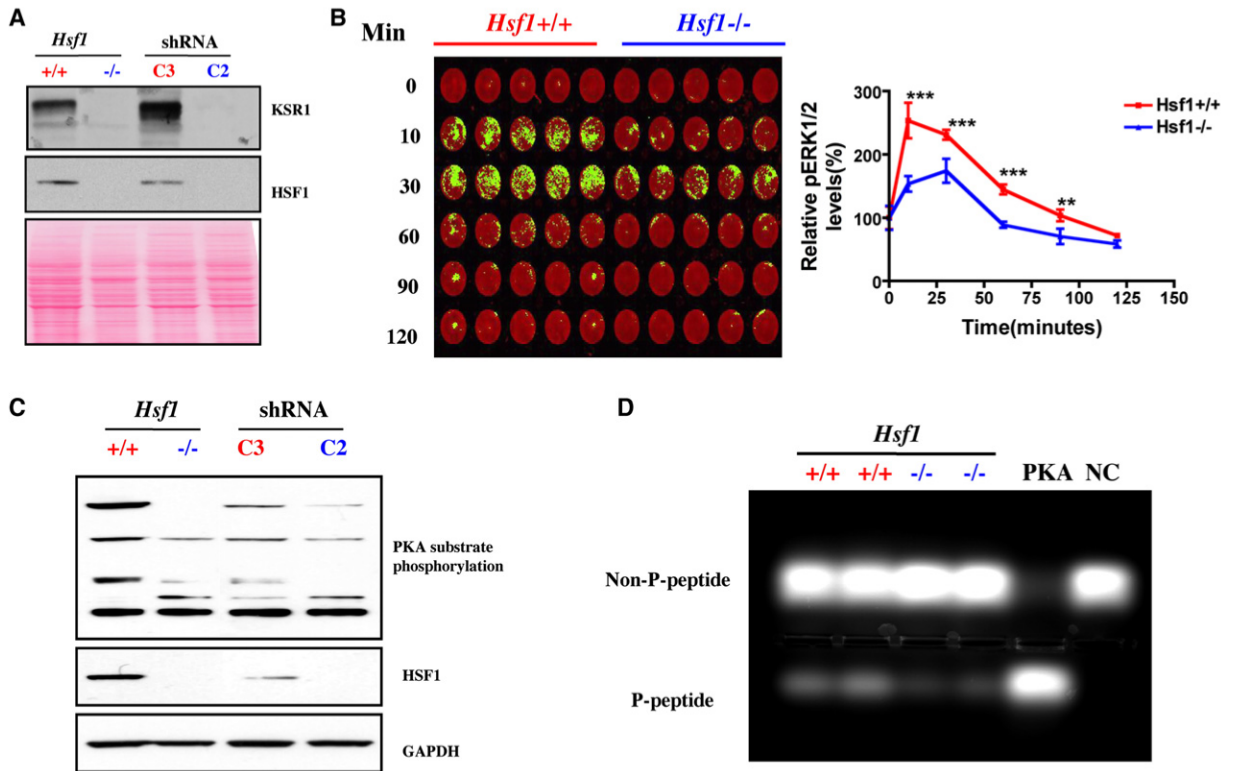 A
Hsf1
shRNA
+/+
-/-
C3
C2
KSR1
HSF1
B
Min
Hsf1+/+
Hsf1-/-
0
10
30
60
90
120
Relative pERK1/2
levels(%)
300
200
100
0
***
***
***
**
0
25
50
75
100
125
150
Time(minutes)
Hsf1+/+
Hsf1-/-
C
Hsf1
shRNA
+/+
-/-
C3
C2
PKA substrate
phosphorylation
HSF1
GAPDH
D
Hsf1
+/+
+/+
-/-
-/-
PKA
NC
Non-P-peptide
P-peptide